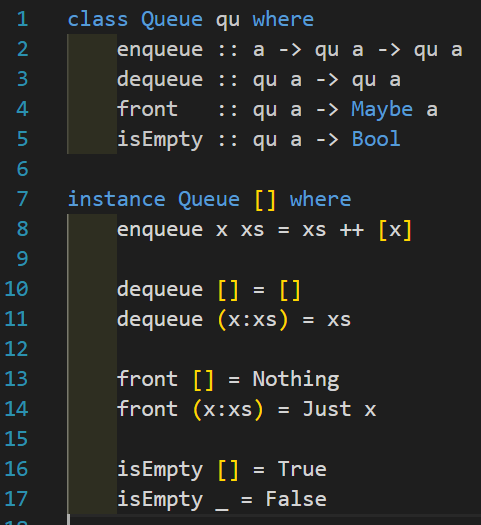 1 class Queue qu where
2     enqueue :: a -> qu a -> qu a
3     dequeue :: qu a -> qu a
4     front   :: qu a -> Maybe a
5     isEmpty :: qu a -> Bool
6
7 instance Queue [] where
8     enqueue x xs = xs ++ [x]
9
10     dequeue [] = []
11     dequeue (x:xs) = xs
12
13     front [] = Nothing
14     front (x:xs) = Just x
15
16     isEmpty [] = True
17     isEmpty _ = False